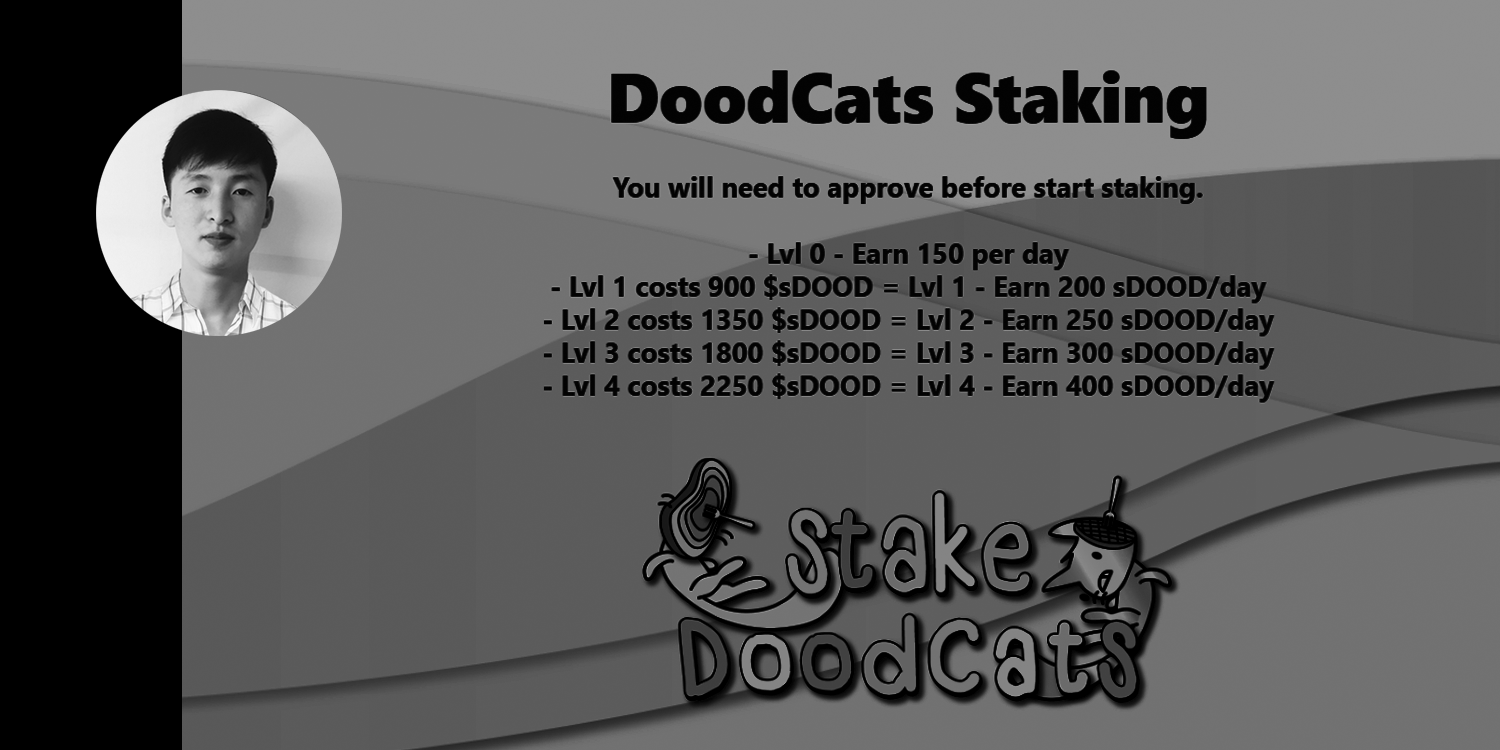 DoodCats Staking
You will need to approve before start staking.
- Lvl 0 - Earn 150 per day
- Lvl 1 costs 900 $sDOOD = Lvl 1 - Earn 200 sDOOD/day
- Lvl 2 costs 1350 $sDOOD = Lvl 2 - Earn 250 sDOOD/day
- Lvl 3 costs 1800 $sDOOD = Lvl 3 - Earn 300 sDOOD/day
- Lvl 4 costs 2250 $sDOOD = Lvl 4 - Earn 400 sDOOD/day
Stake
DoodCats